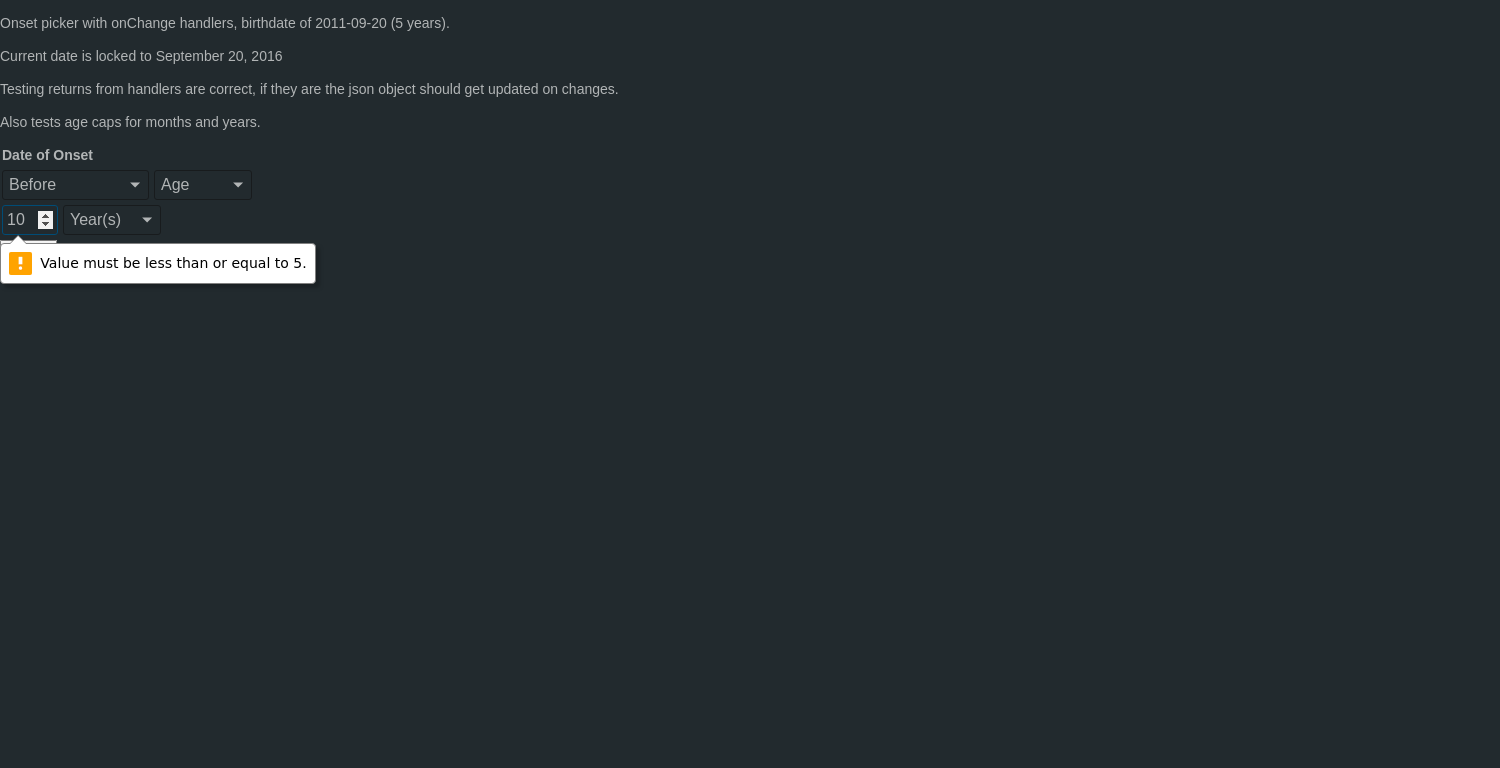 Onset picker with onChange handlers, birthdate of 2011-09-20 (5 years).
Current date is locked to September 20, 2016
Testing returns from handlers are correct, if they are the json object should get updated on changes.
Also tests age caps for months and years.
Date of Onset
Before Age
10 Year(s)
Value must be less than or equal to 5.